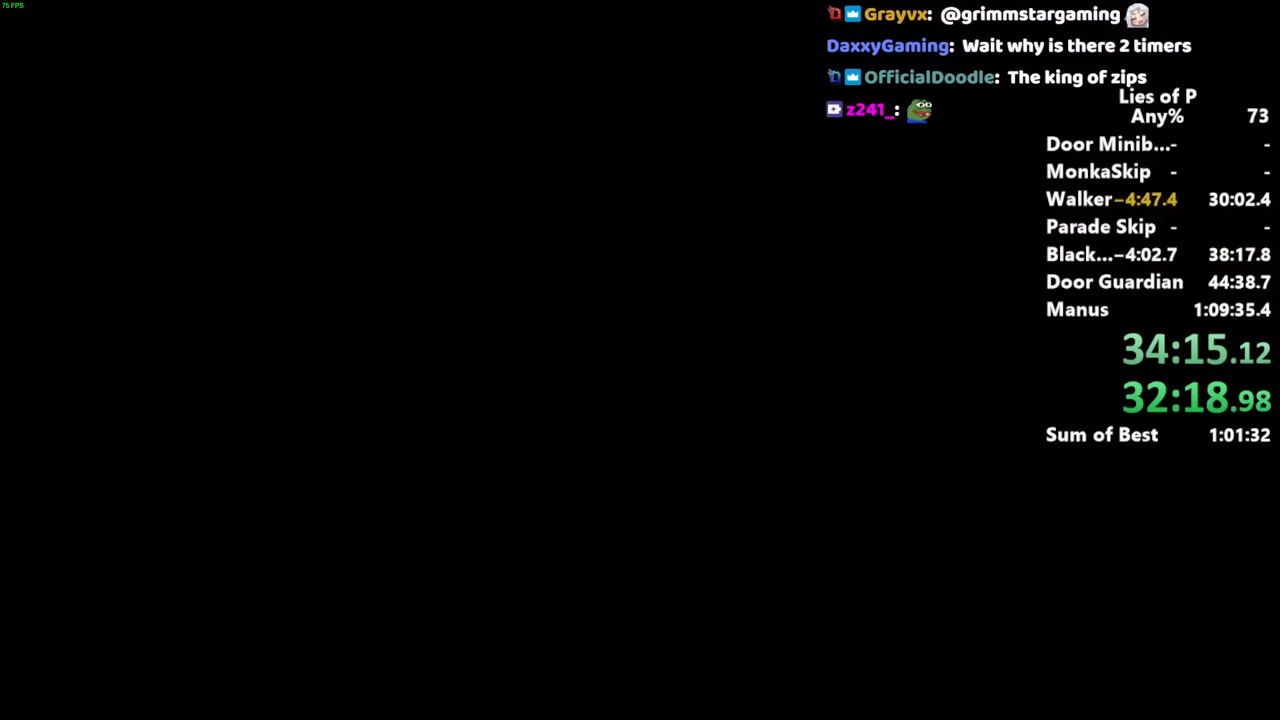 75 FPS
Grayvx: @grimmstargaming
DaxxyGaming: Wait why is there 2 timers
OfficialDoodle: The king of zips
z241_:
Lies of P
Any% 73
Door Minib...- -
MonkaSkip - -
Walker -4:47.4 30:02.4
Parade Skip - -
Black...-4:02.7 38:17.8
Door Guardian 44:38.7
Manus 1:09:35.4
34:15.12
32:18.98
Sum of Best 1:01:32